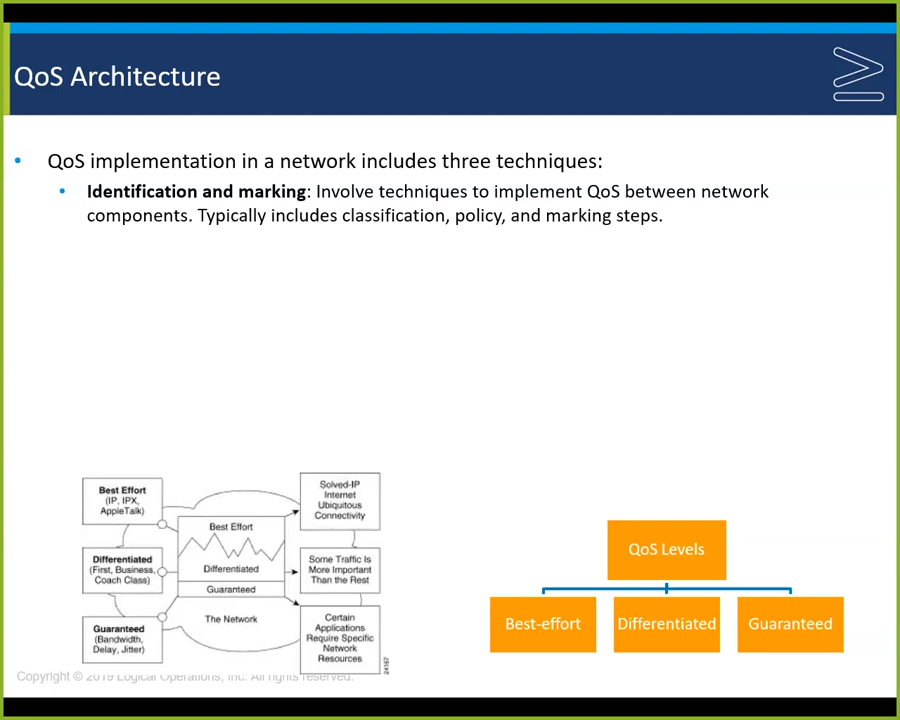 QoS Architecture
• QoS implementation in a network includes three techniques:
• Identification and marking: Involve techniques to implement QoS between network
components. Typically includes classification, policy, and marking steps.
Best Effort
(IP, IPX,
AppleTalk)
Differentiated
(First, Business,
Coach Class)
Guaranteed
(Bandwidth,
Delay, Jitter)
Best Effort
Differentiated
Guaranteed
The Network
Solved-IP
Internet
Ubiquitous
Connectivity
Some Traffic Is
More Important
Than the Rest
Certain
Applications
Require Specific
Network
Resources
24167
QoS Levels
Best-effort
Differentiated
Guaranteed
Copyright © 2019 Logical Operations, Inc. All rights reserved.